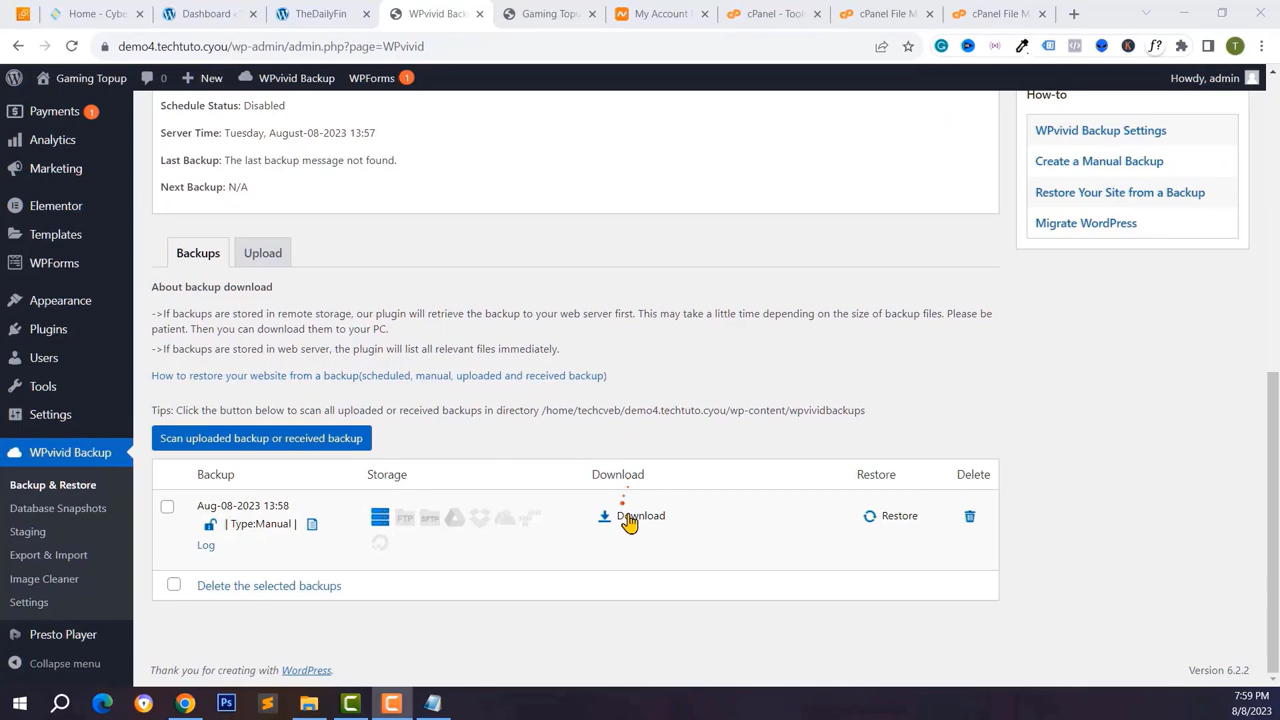 Home - Cybe
Dashboard ‹ T
TheDailyFin
WPvivid Back
Gaming Topu
My Account
cPanel - Tools
cPanel File M
cPanel File M
demo4.techtuto.cyou/wp-admin/admin.php?page=WPvivid
T
Gaming Topup 0 New WPvivid Backup WPForms 1 Howdy, admin
Payments 1
Analytics
Marketing
Elementor
Templates
WPForms
Appearance
Plugins
Users
Tools
Settings
WPvivid Backup
Backup & Restore
Database Snapshots
Staging
Export & Import
Image Cleaner
Settings
Presto Player
Collapse menu
Schedule Status: Disabled
Server Time: Tuesday, August-08-2023 13:57
Last Backup: The last backup message not found.
Next Backup: N/A
How-to
WPvivid Backup Settings
Create a Manual Backup
Restore Your Site from a Backup
Migrate WordPress
Backups Upload
About backup download
->If backups are stored in remote storage, our plugin will retrieve the backup to your web server first. This may take a little time depending on the size of backup files. Please be
patient. Then you can download them to your PC.
->If backups are stored in web server, the plugin will list all relevant files immediately.
How to restore your website from a backup(scheduled, manual, uploaded and received backup)
Tips: Click the button below to scan all uploaded or received backups in directory /home/techcveb/demo4.techtuto.cyou/wp-content/wpvividbackups
Scan uploaded backup or received backup
Backup Storage Download Restore Delete
Aug-08-2023 13:58
| Type:Manual |
Log
FTP SFTP
Download
Restore
Delete the selected backups
Thank you for creating with WordPress.
Version 6.2.2
7:59 PM
8/8/2023